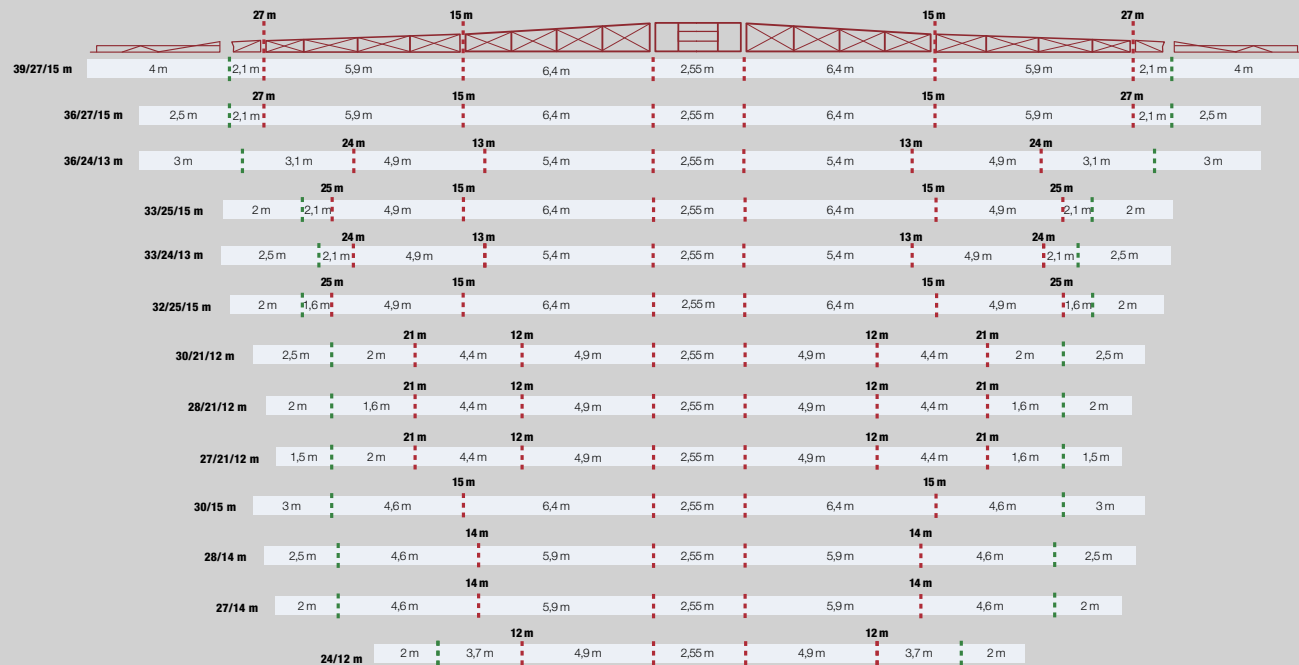 27 m 15 m 15 m 27 m
39/27/15 m 4 m 2,1 m 5,9 m 6,4 m 2,55 m 6,4 m 5,9 m 2,1 m 4 m
27 m 15 m 15 m 27 m
36/27/15 m 2,5 m 2,1 m 5,9 m 6,4 m 2,55 m 6,4 m 5,9 m 2,1 m 2,5 m
24 m 13 m 13 m 24 m
36/24/13 m 3 m 3,1 m 4,9 m 5,4 m 2,55 m 5,4 m 4,9 m 3,1 m 3 m
25 m 15 m 15 m 25 m
33/25/15 m 2 m 2,1 m 4,9 m 6,4 m 2,55 m 6,4 m 4,9 m 2,1 m 2 m
24 m 13 m 13 m 24 m
33/24/13 m 2,5 m 2,1 m 4,9 m 5,4 m 2,55 m 5,4 m 4,9 m 2,1 m 2,5 m
25 m 15 m 15 m 25 m
32/25/15 m 2 m 1,6 m 4,9 m 6,4 m 2,55 m 6,4 m 4,9 m 1,6 m 2 m
21 m 12 m 12 m 21 m
30/21/12 m 2,5 m 2 m 4,4 m 4,9 m 2,55 m 4,9 m 4,4 m 2 m 2,5 m
21 m 12 m 12 m 21 m
28/21/12 m 2 m 1,6 m 4,4 m 4,9 m 2,55 m 4,9 m 4,4 m 1,6 m 2 m
21 m 12 m 12 m 21 m
27/21/12 m 1,5 m 2 m 4,4 m 4,9 m 2,55 m 4,9 m 4,4 m 1,6 m 1,5 m
15 m 15 m
30/15 m 3 m 4,6 m 6,4 m 2,55 m 6,4 m 4,6 m 3 m
14 m 14 m
28/14 m 2,5 m 4,6 m 5,9 m 2,55 m 5,9 m 4,6 m 2,5 m
14 m 14 m
27/14 m 2 m 4,6 m 5,9 m 2,55 m 5,9 m 4,6 m 2 m
12 m 12 m
24/12 m 2 m 3,7 m 4,9 m 2,55 m 4,9 m 3,7 m 2 m